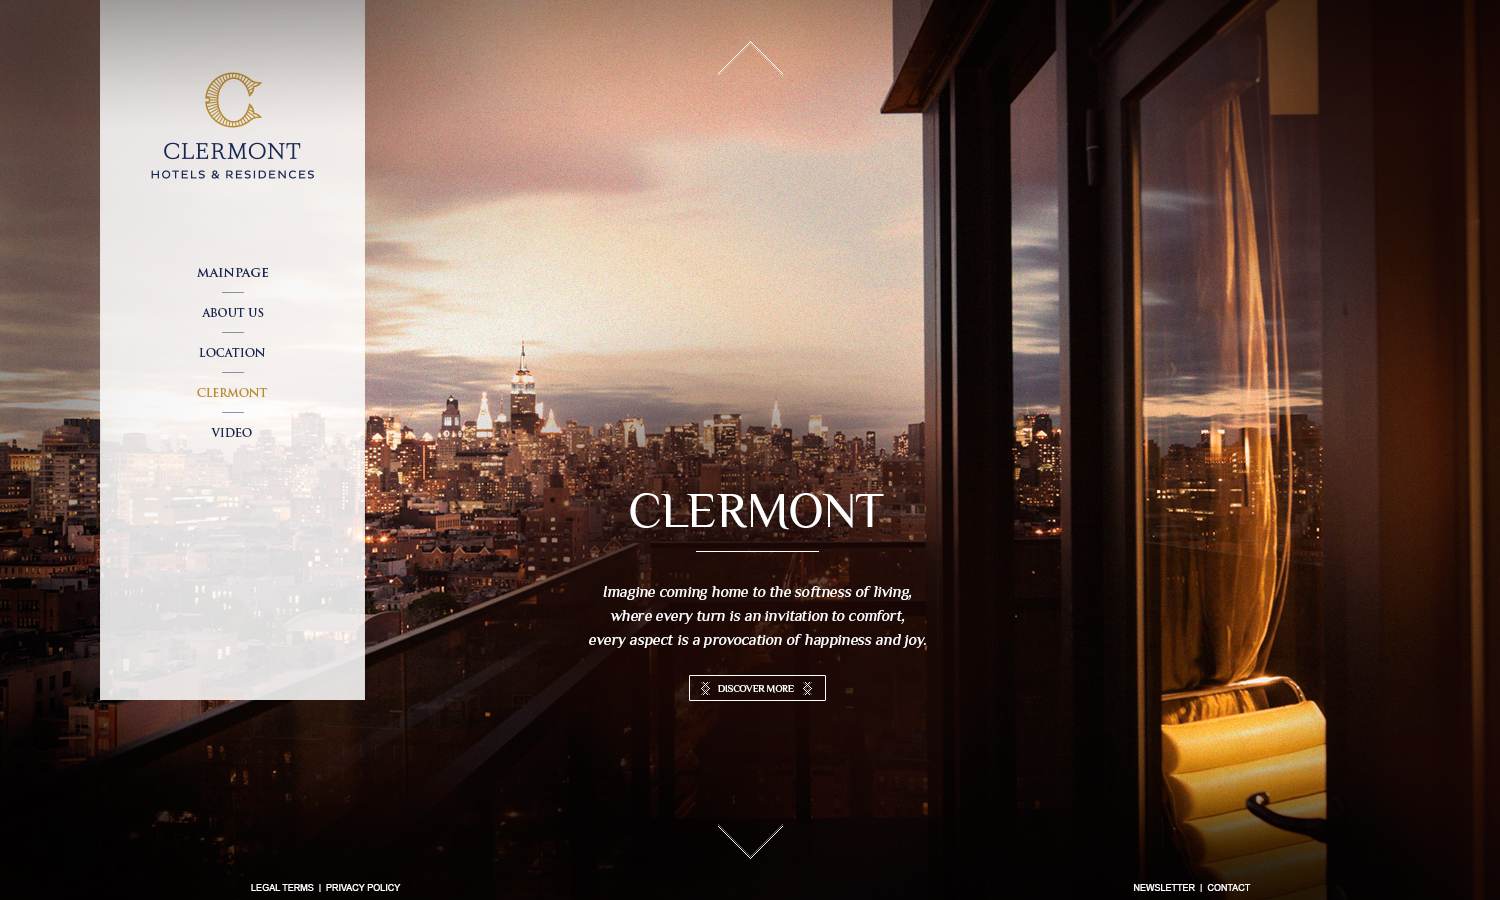 CLERMONT
HOTELS & RESIDENCES
MAINPAGE
ABOUT US
LOCATION
CLERMONT
VIDEO
CLERMONT
Imagine coming home to the softness of living,
where every turn is an invitation to comfort,
every aspect is a provocation of happiness and joy.
DISCOVER MORE
LEGAL TERMS | PRIVACY POLICY
NEWSLETTER | CONTACT